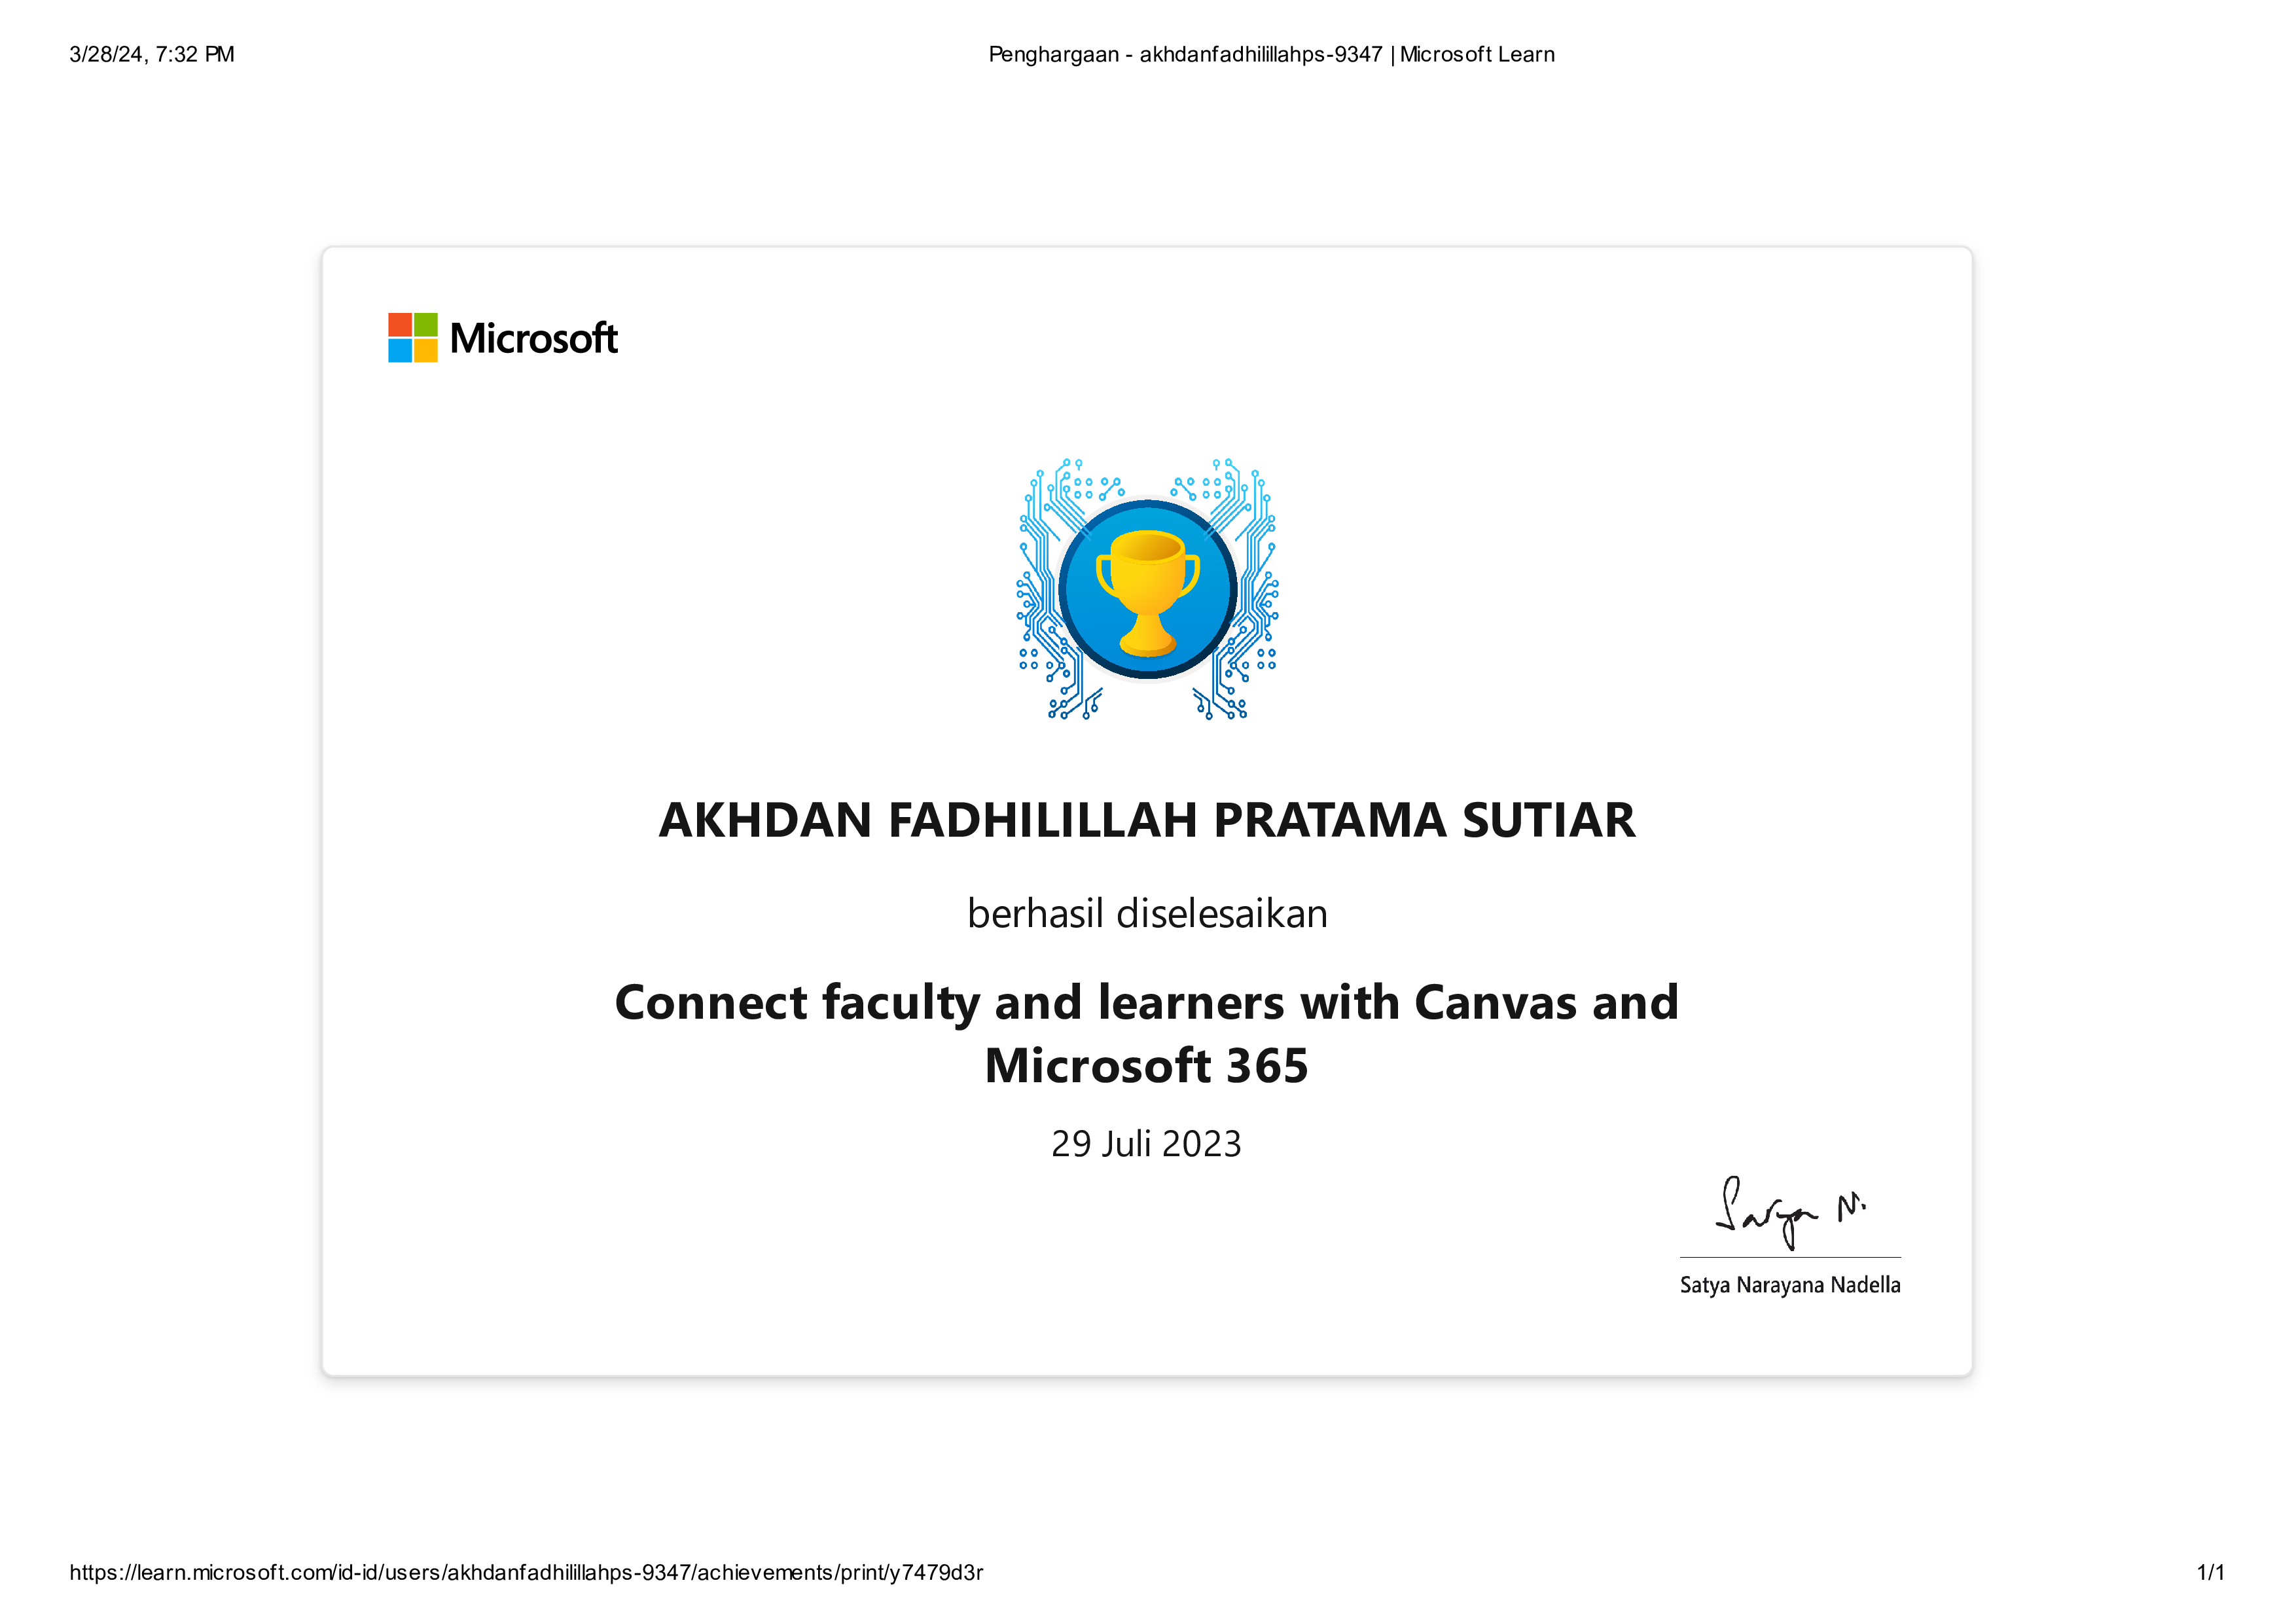 3/28/24, 7:32 PM
Penghargaan - akhdanfadhilillahps-9347 | Microsoft Learn
Microsoft
AKHDAN FADHILILLAH PRATAMA SUTIAR
berhasil diselesaikan
Connect faculty and learners with Canvas and
Microsoft 365
29 Juli 2023
Satya N.
Satya Narayana Nadella
https://learn.microsoft.com/id-id/users/akhdanfadhilillahps-9347/achievements/print/y7479d3r
1/1